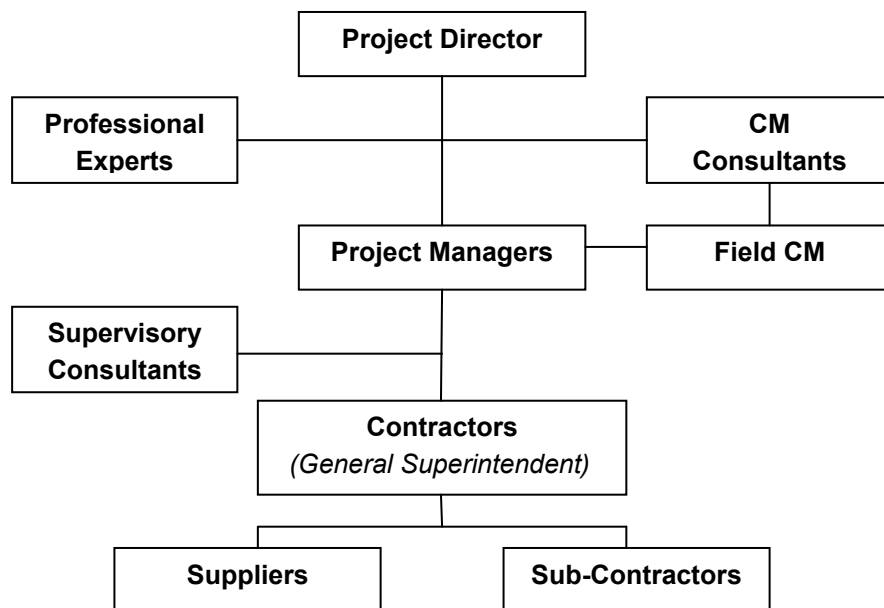 Project Director
Professional
Experts
CM
Consultants
Project Managers
Field CM
Supervisory
Consultants
Contractors
(General Superintendent)
Suppliers
Sub-Contractors